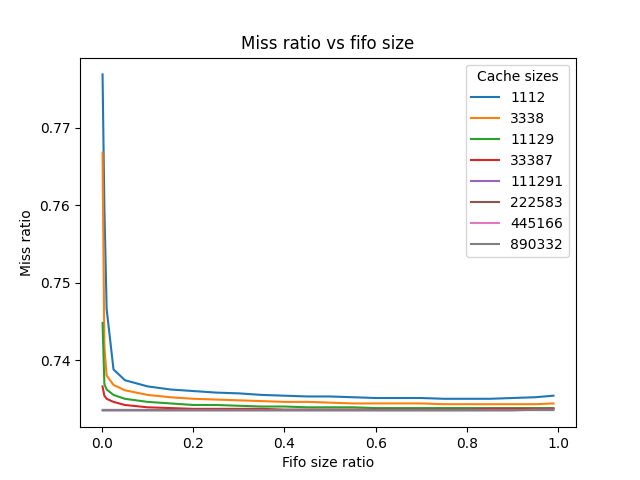 Miss ratio vs fifo size
Cache sizes
1112
3338
11129
33387
111291
222583
445166
890332
0.77
0.76
0.75
0.74
Miss ratio
0.0 0.2 0.4 0.6 0.8 1.0
Fifo size ratio